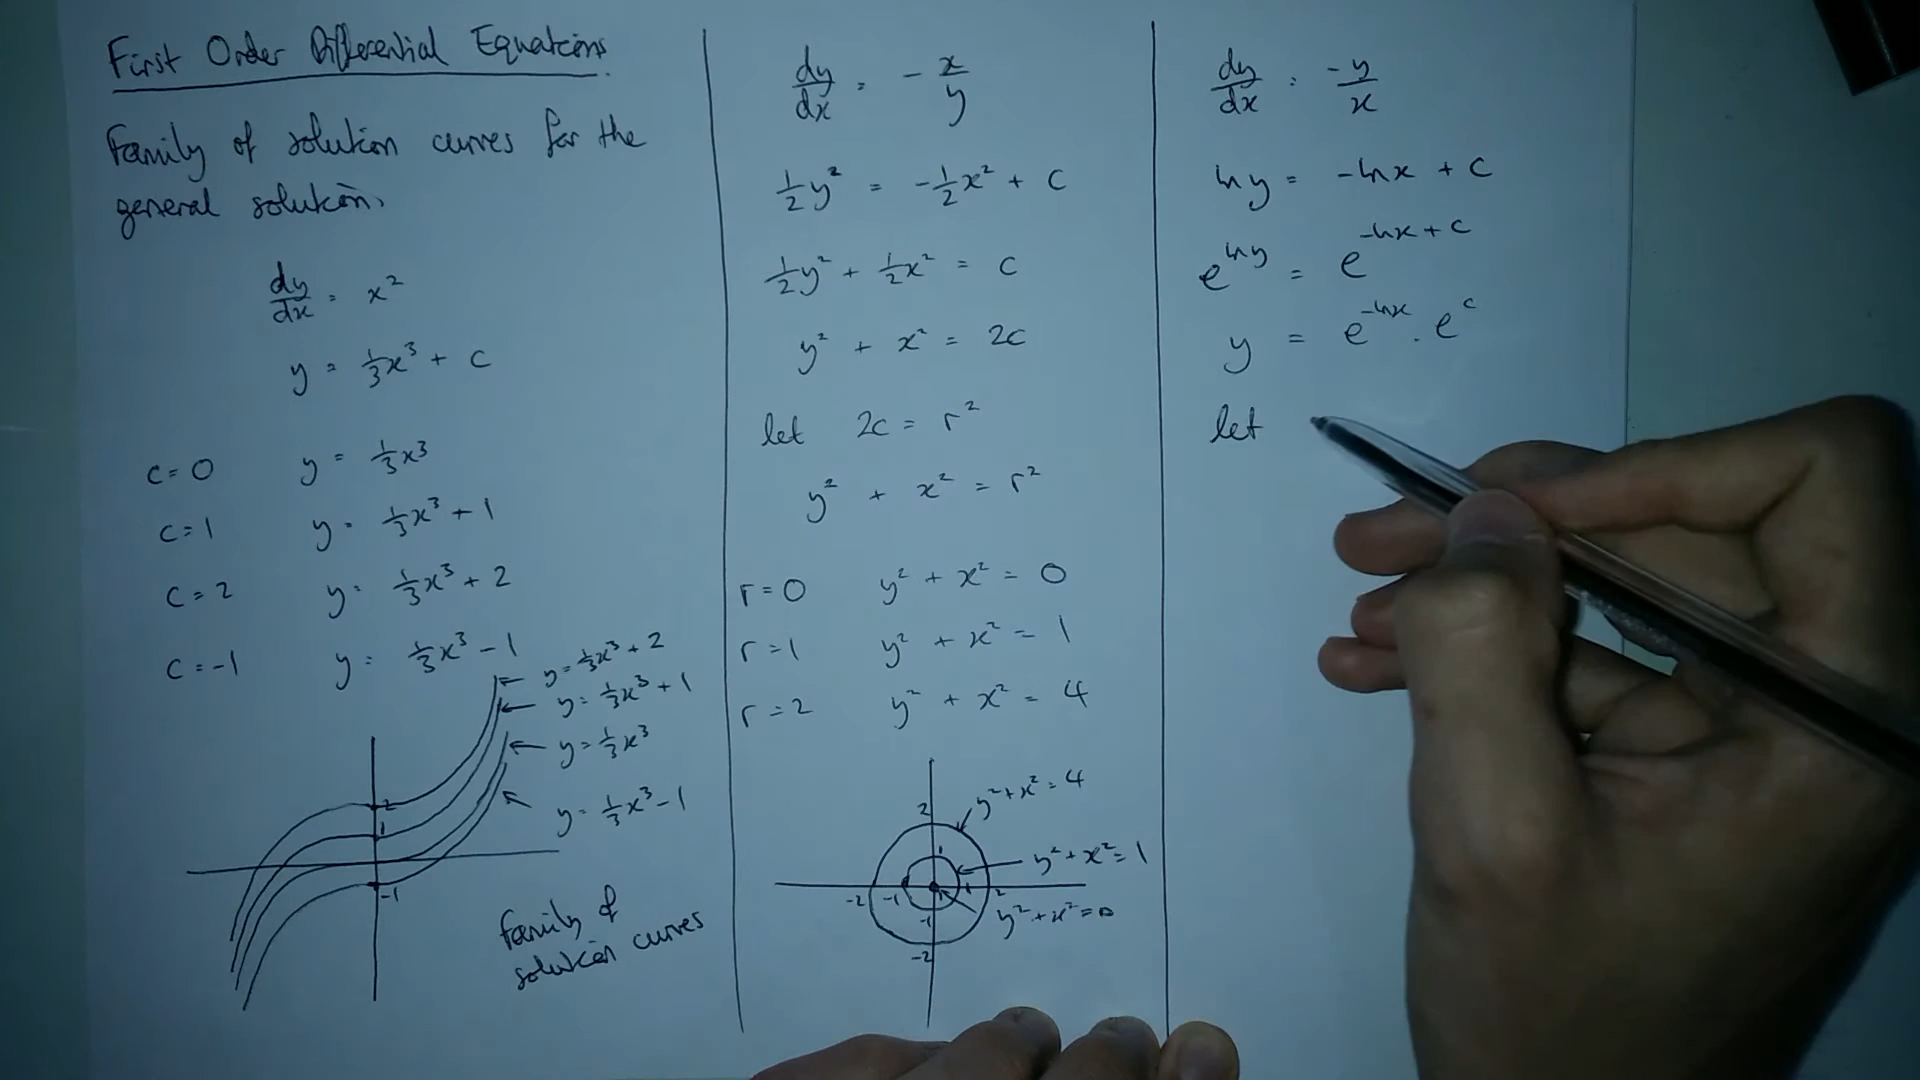 First Order Differential Equations.
Family of solution curves for the
general solution.
dy/dx = x²
y = 1/3x³ + c
c=0 y = 1/3x³
c=1 y = 1/3x³ + 1
c=2 y = 1/3x³ + 2
c=-1 y = 1/3x³ - 1
y = 1/3x³ + 2
y = 1/3x³ + 1
y = 1/3x³
y = 1/3x³ - 1
2
1
-1
Family of
solution curves
dy/dx = - x/y
1/2y² = -1/2x² + c
1/2y² + 1/2x² = c
y² + x² = 2c
let 2c = r²
y² + x² = r²
r=0 y² + x² = 0
r=1 y² + x² = 1
r=2 y² + x² = 4
y²+x²=4
2
1
y²+x²=1
-2 -1 1 2
y²+x²=0
-1
-2
dy/dx = -y/x
ln y = -lnx + c
e^lny = e^-lnx + c
y = e^-lnx . e^c
let